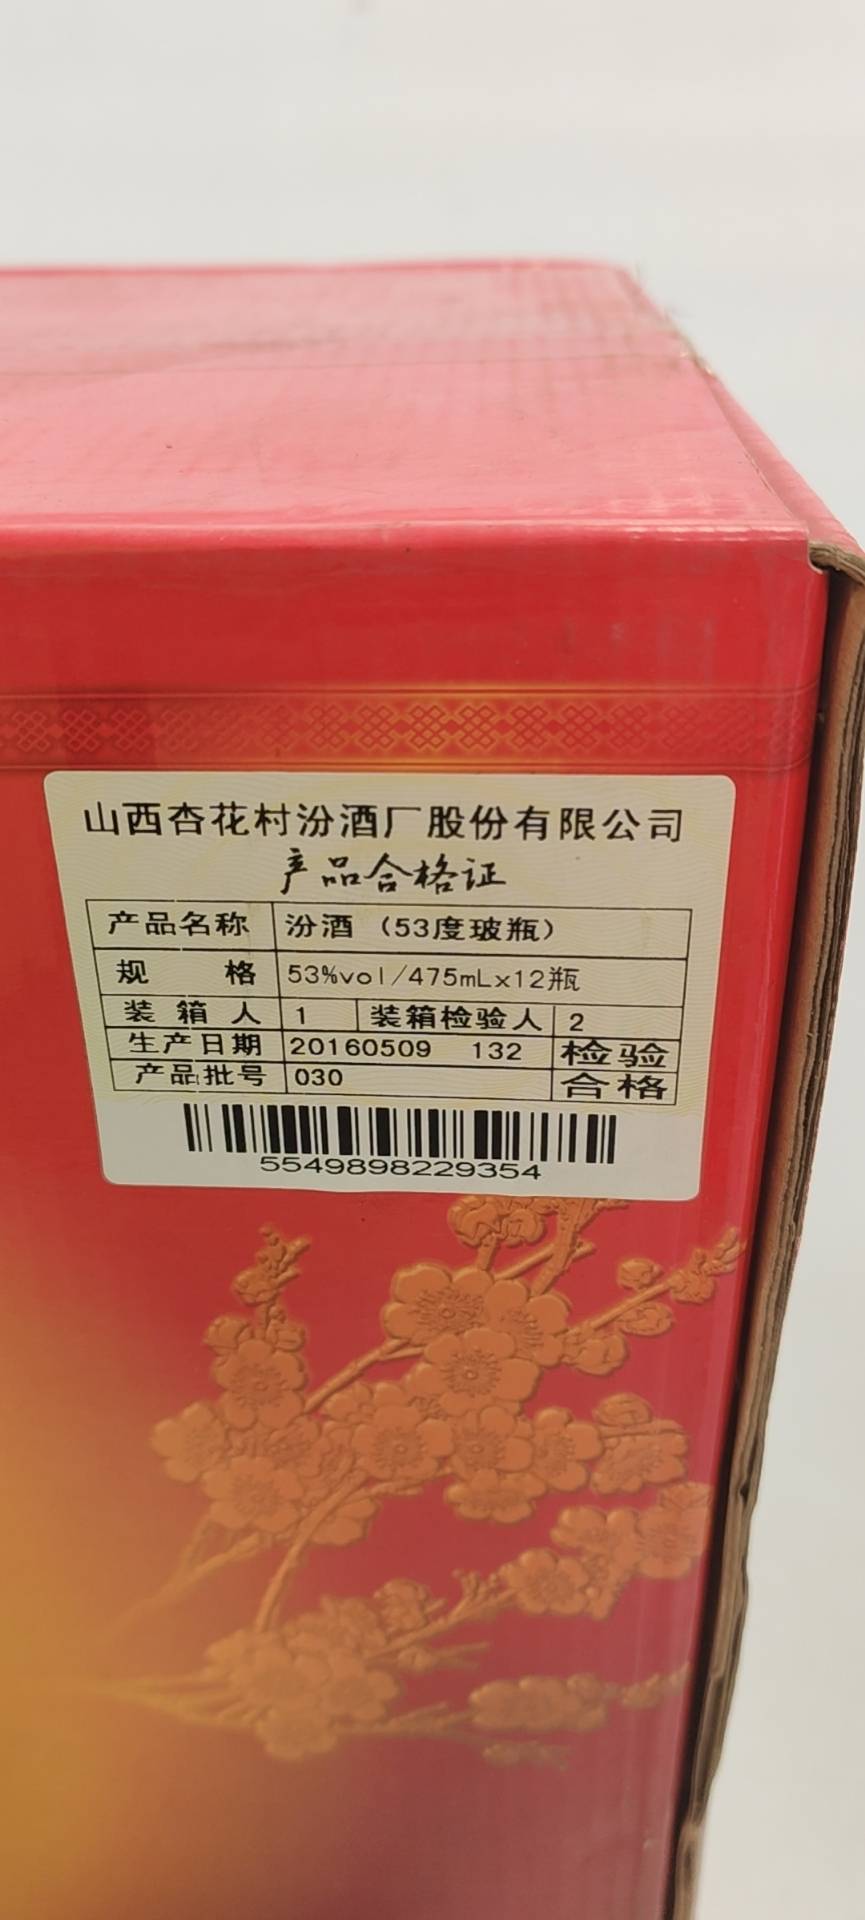 山西杏花村汾酒厂股份有限公司
产品合格证
产品名称 汾酒（53度玻瓶）
规 格 53%vol/475mLx12瓶
装箱人 1 装箱检验人 2
生产日期 20160509 132 检验
产品批号 030 合格
5549898229354